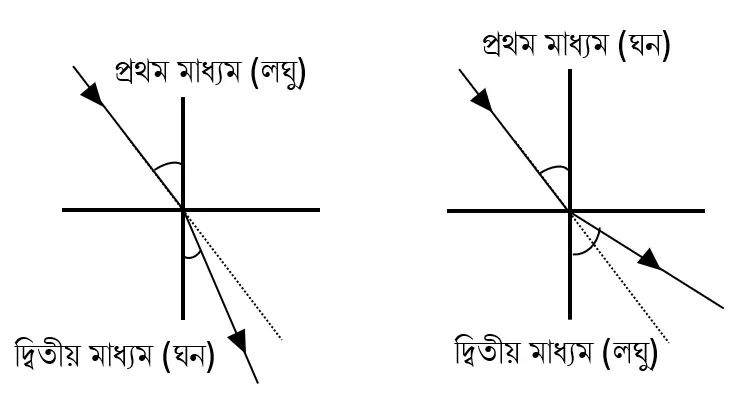 প্রথম মাধ্যম (লঘু)
দ্বিতীয় মাধ্যম (ঘন)
প্রথম মাধ্যম (ঘন)
দ্বিতীয় মাধ্যম (লঘু)